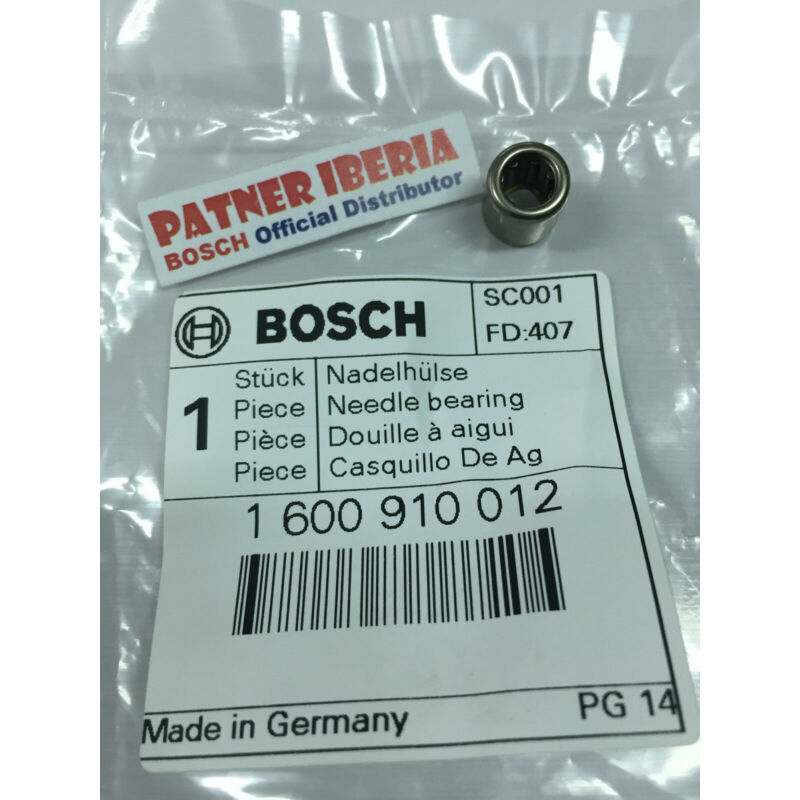 PATNER IBERIA
BOSCH Official Distributor
BOSCH
SC001
FD:407
1
Stück
Piece
Pièce
Piece
Nadelhülse
Needle bearing
Douille à aigui
Casquillo De Ag
1 600 910 012
Made in Germany
PG 14